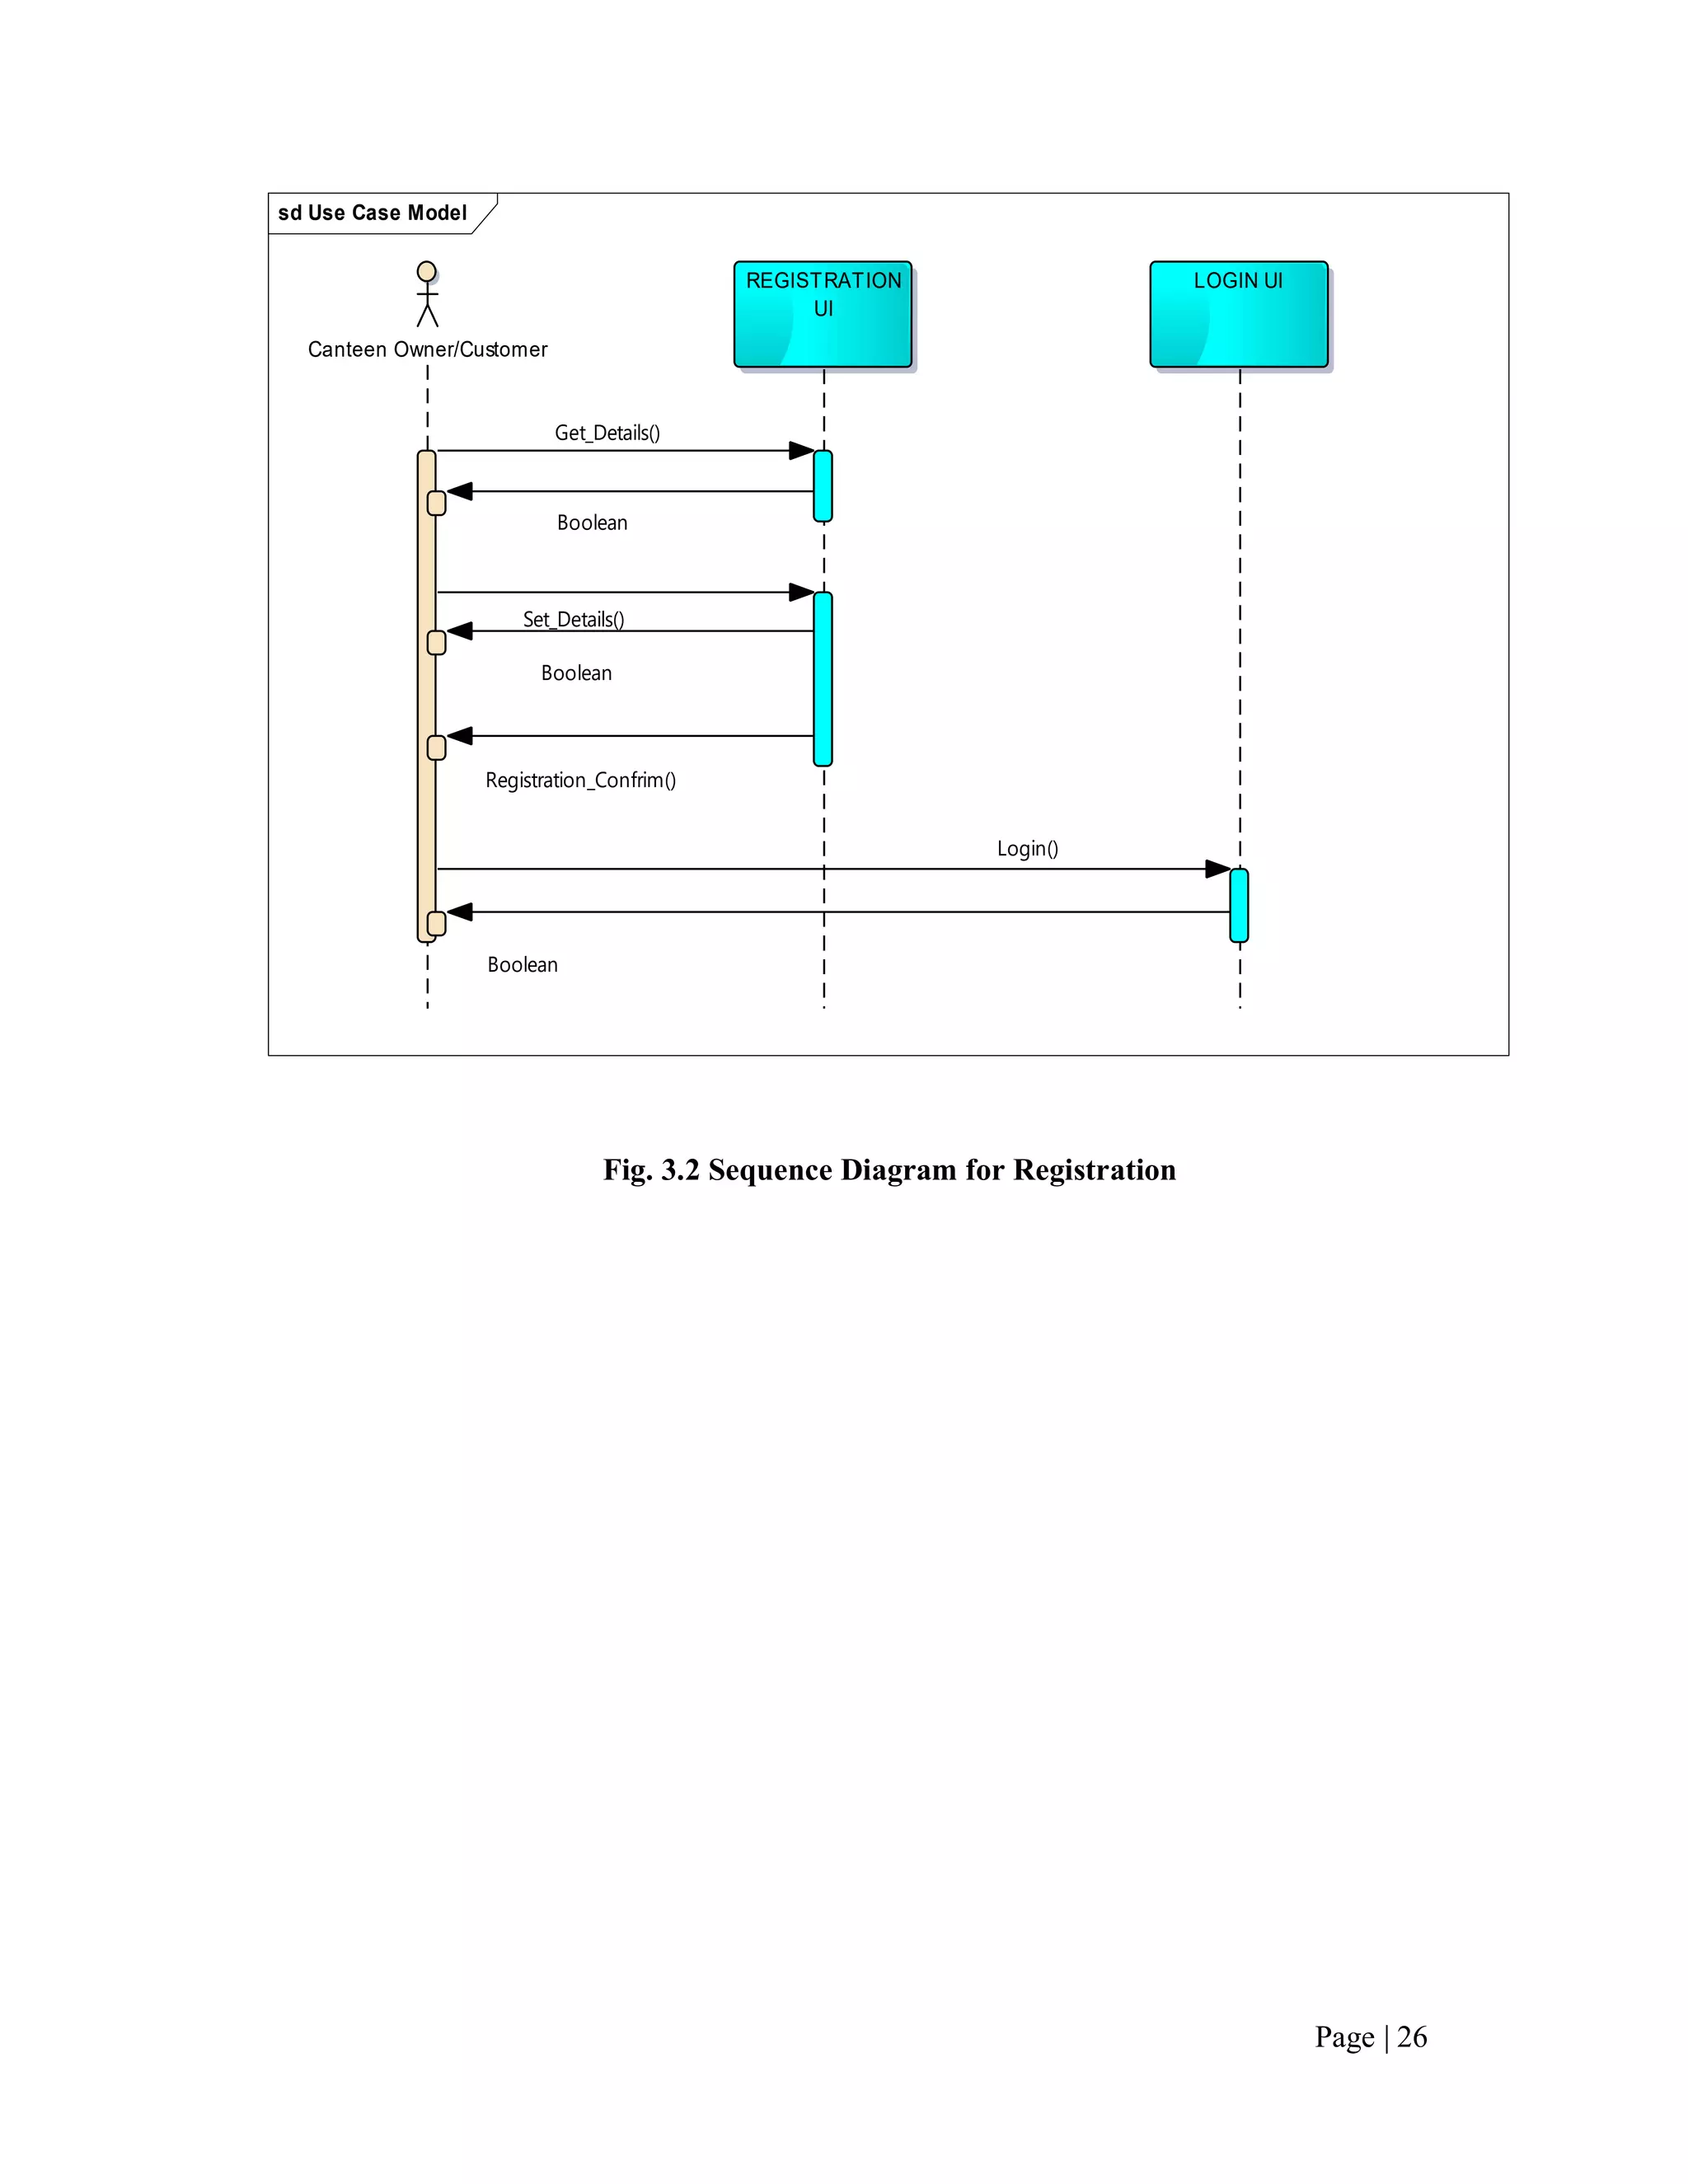 sd Use Case Model
Canteen Owner/Customer
REGISTRATION
UI
LOGIN UI
Get_Details()
Boolean
Set_Details()
Boolean
Registration_Confrim()
Login()
Boolean
Fig. 3.2 Sequence Diagram for Registration
Page | 26